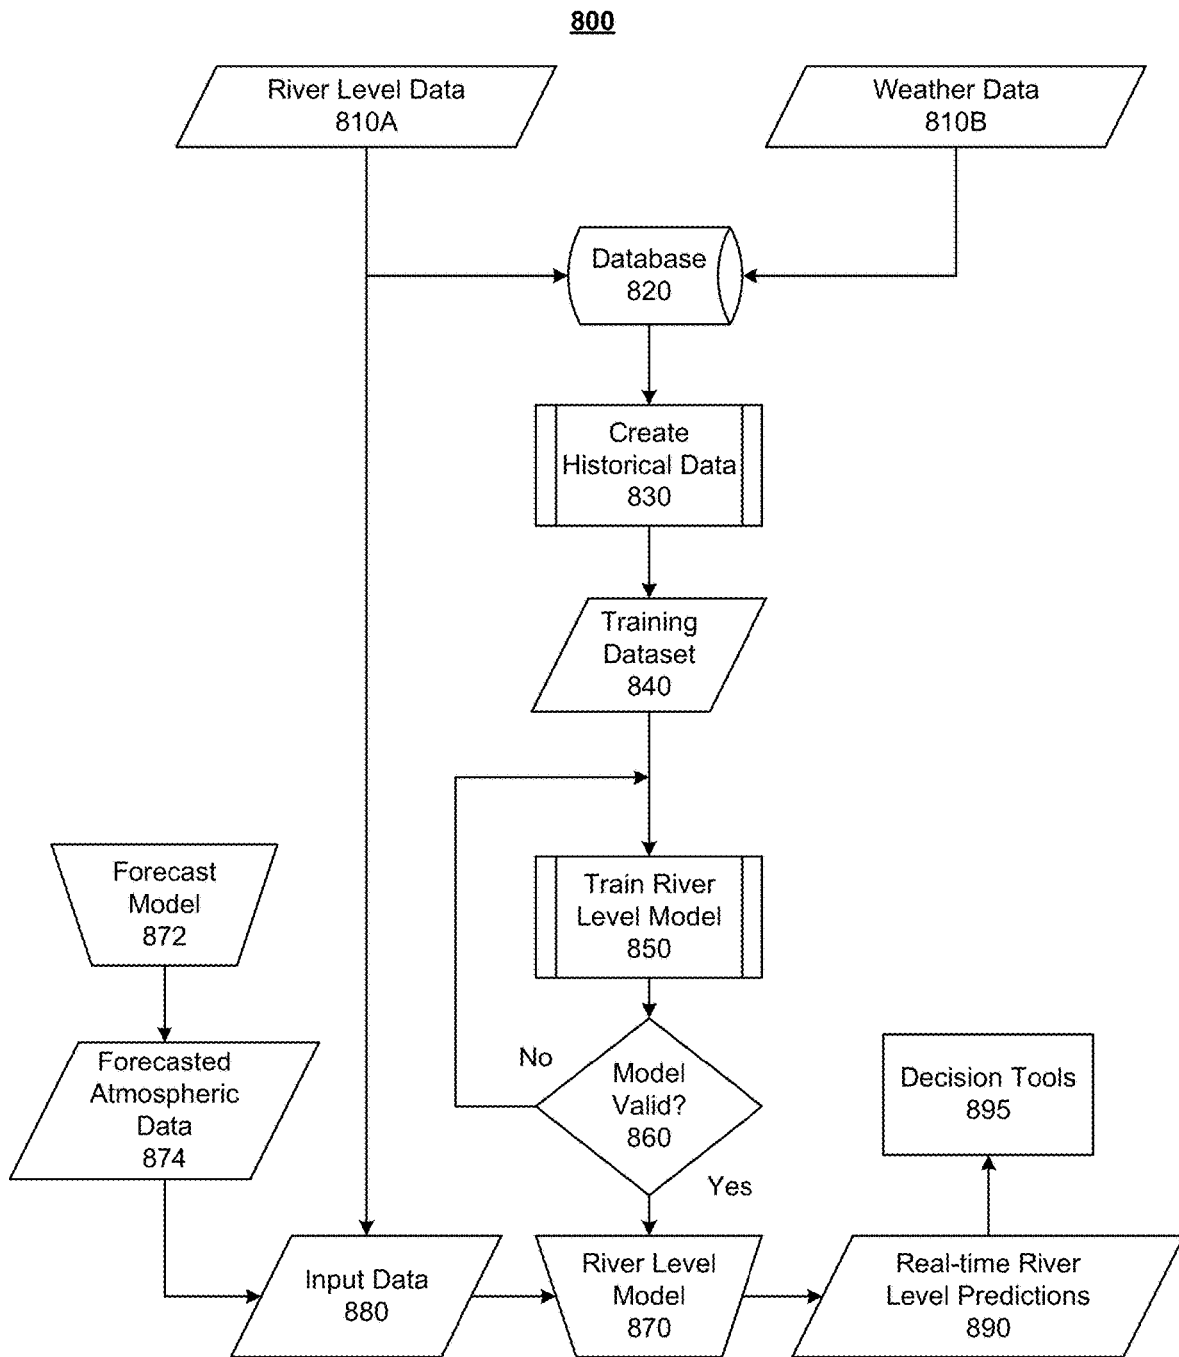 800
River Level Data
810A
Weather Data
810B
Database
820
Create
Historical Data
830
Training
Dataset
840
Forecast
Model
872
Train River
Level Model
850
Forecasted
Atmospheric
Data
874
No
Model
Valid?
860
Yes
Decision Tools
895
Input Data
880
River Level
Model
870
Real-time River
Level Predictions
890